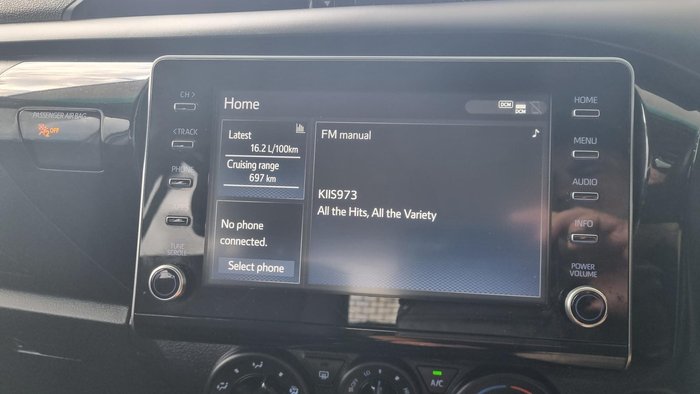 PASSENGER AIR BAG
OFF
CH >
< TRACK
PHONE
TUNE
SCROLL
Home
DCM
DCM
Latest
16.2 L/100km
Cruising range
697 km
No phone
connected.
Select phone
FM manual
KIIS973
All the Hits, All the Variety
HOME
MENU
AUDIO
INFO
POWER
VOLUME
LO
A/C